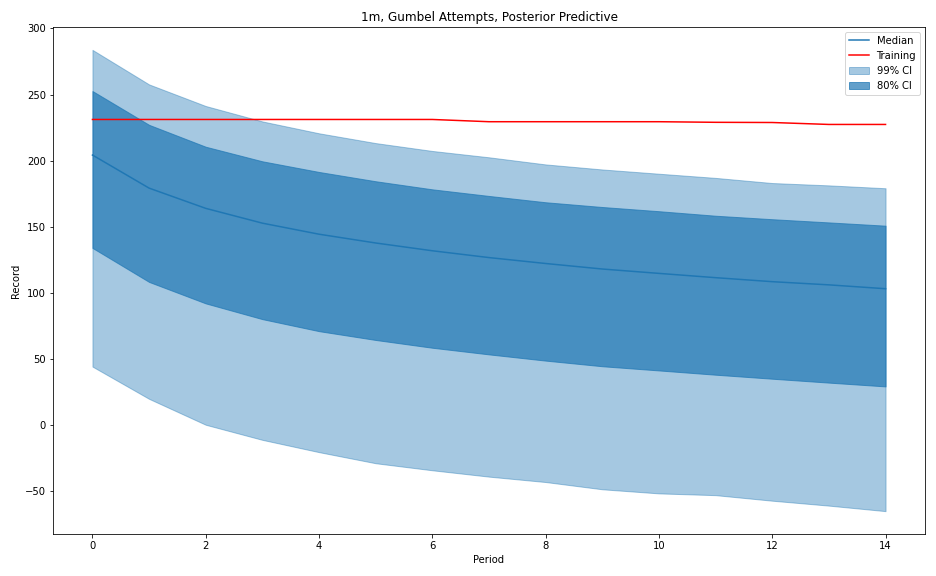 1m, Gumbel Attempts, Posterior Predictive
Median
Training
99% CI
80% CI
Record
300
250
200
150
100
50
0
−50
0 2 4 6 8 10 12 14
Period